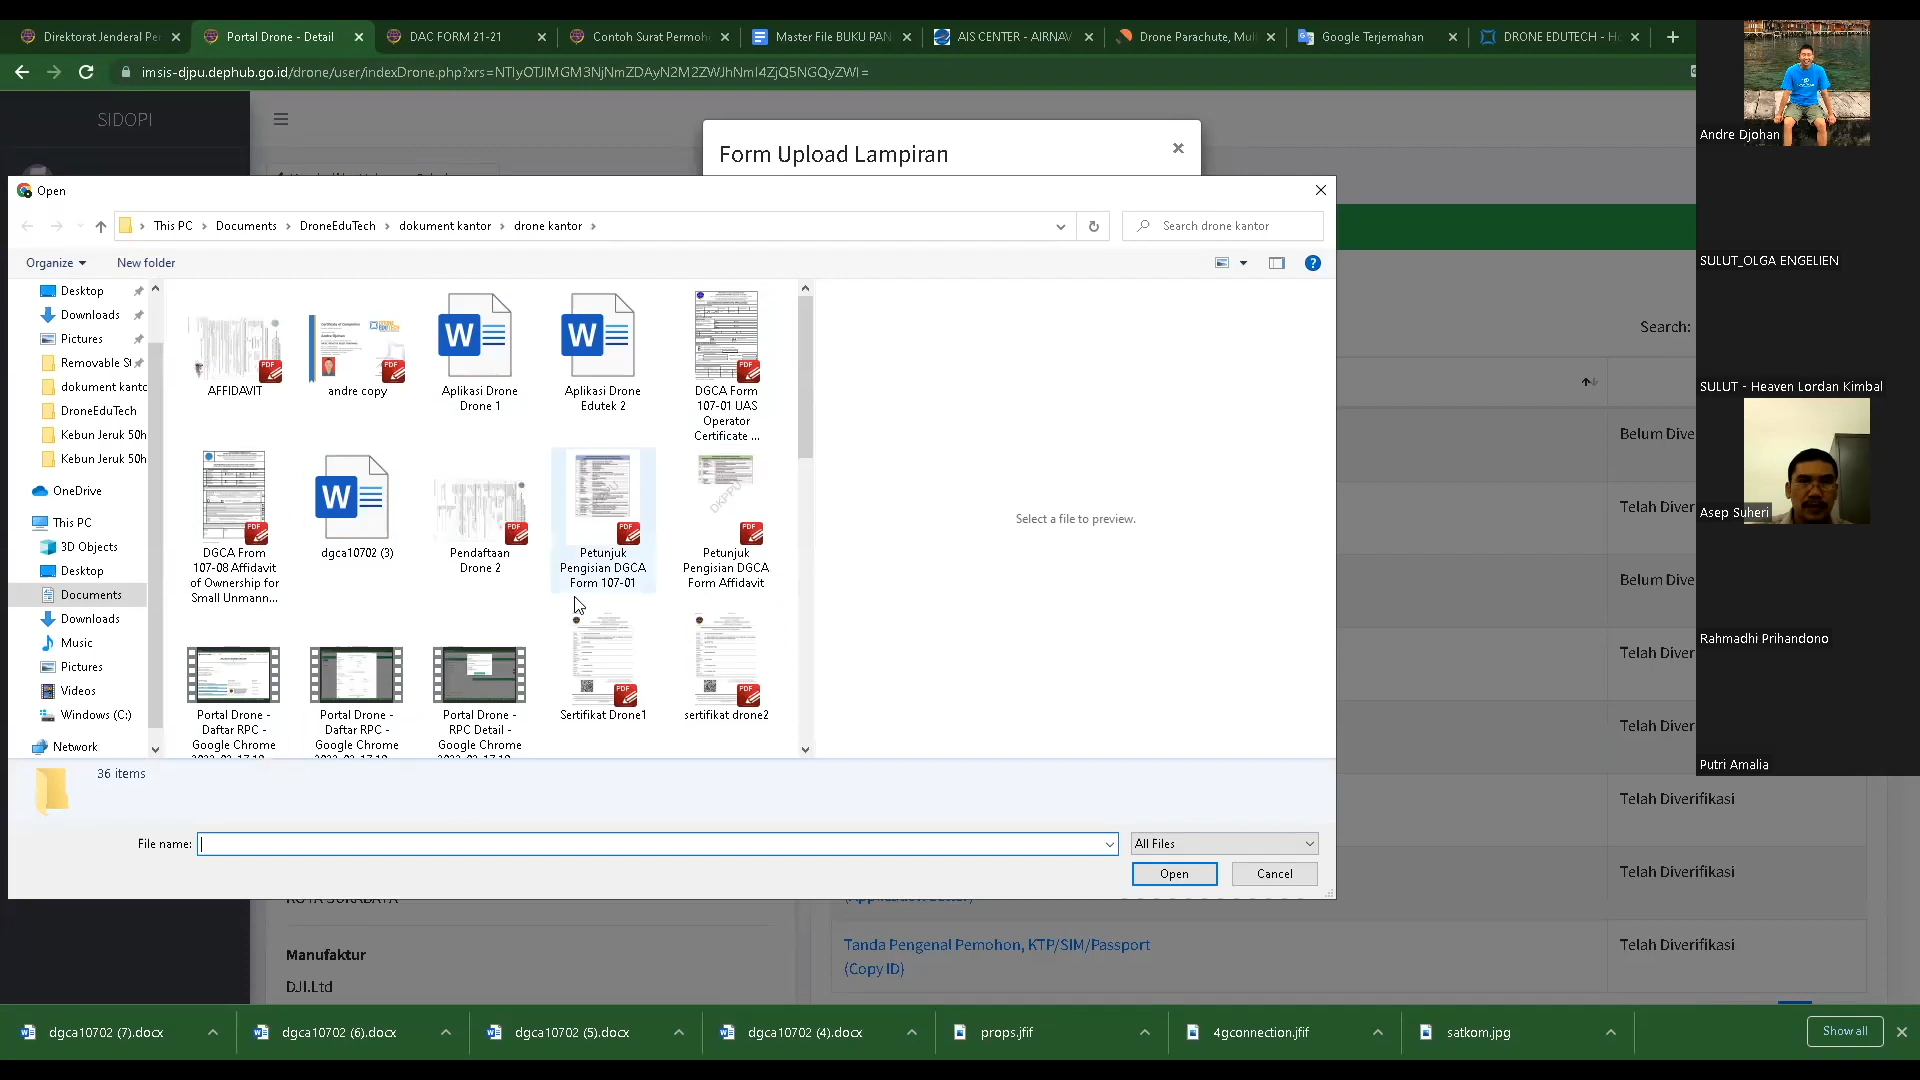 Direktorat Jenderal Pe
Portal Drone - Detail
DAC FORM 21-21
Contoh Surat Permoh
Master File BUKU PAN
AIS CENTER - AIRNAV
Drone Parachute, Mul
Google Terjemahan
DRONE EDUTECH - Ho
imsis-djpu.dephub.go.id/drone/user/indexDrone.php?xrs=NTIyOTJlMGM3NjNmZDAyN2M2ZWJhNmI4ZjQ5NGQyZWI=
SIDOPI
Form Upload Lampiran
Open
This PC
Documents
DroneEduTech
dokument kantor
drone kantor
Search drone kantor
Organize
New folder
Desktop
Downloads
Pictures
Removable St
dokument kantc
DroneEduTech
Kebun Jeruk 50h
Kebun Jeruk 50h
OneDrive
This PC
3D Objects
Desktop
Documents
Downloads
Music
Pictures
Videos
Windows (C:)
Network
AFFIDAVIT
andre copy
Aplikasi Drone
Drone 1
Aplikasi Drone
Edutek 2
DGCA Form
107-01 UAS
Operator
Certificate ...
DGCA From
107-08 Affidavit
of Ownership for
Small Unmann...
dgca10702 (3)
Pendaftaan
Drone 2
Petunjuk
Pengisian DGCA
Form 107-01
Petunjuk
Pengisian DGCA
Form Affidavit
Portal Drone -
Daftar RPC -
Google Chrome
Portal Drone -
Daftar RPC -
Google Chrome
Portal Drone -
RPC Detail -
Google Chrome
Sertifikat Drone1
sertifikat drone2
Select a file to preview.
36 items
File name:
All Files
Open
Cancel
Search:
Belum Dive
Telah Diver
Belum Dive
Telah Diver
Telah Diver
Telah Diverifikasi
Telah Diverifikasi
Telah Diverifikasi
Manufaktur
DJI.Ltd
Tanda Pengenal Pemohon, KTP/SIM/Passport
(Copy ID)
Andre Djohan
SULUT_OLGA ENGELIEN
SULUT - Heaven Lordan Kimbal
Asep Suheri
Rahmadhi Prihandono
Putri Amalia
dgca10702 (7).docx
dgca10702 (6).docx
dgca10702 (5).docx
dgca10702 (4).docx
props.jfif
4gconnection.jfif
satkom.jpg
Show all